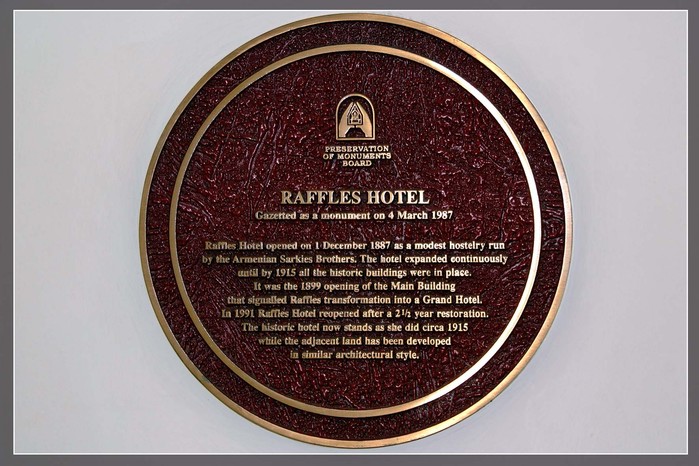 PRESERVATION
OF MONUMENTS
BOARD
RAFFLES HOTEL
Gazetted as a monument on 4 March 1987
Raffles Hotel opened on 1 December 1887 as a modest hostelry run
by the Armenian Sarkies Brothers. The hotel expanded continuously
until by 1915 all the historic buildings were in place.
It was the 1899 opening of the Main Building
that signalled Raffles transformation into a Grand Hotel.
In 1991 Raffles Hotel reopened after a 2½ year restoration.
The historic hotel now stands as she did circa 1915
while the adjacent land has been developed
in similar architectural style.